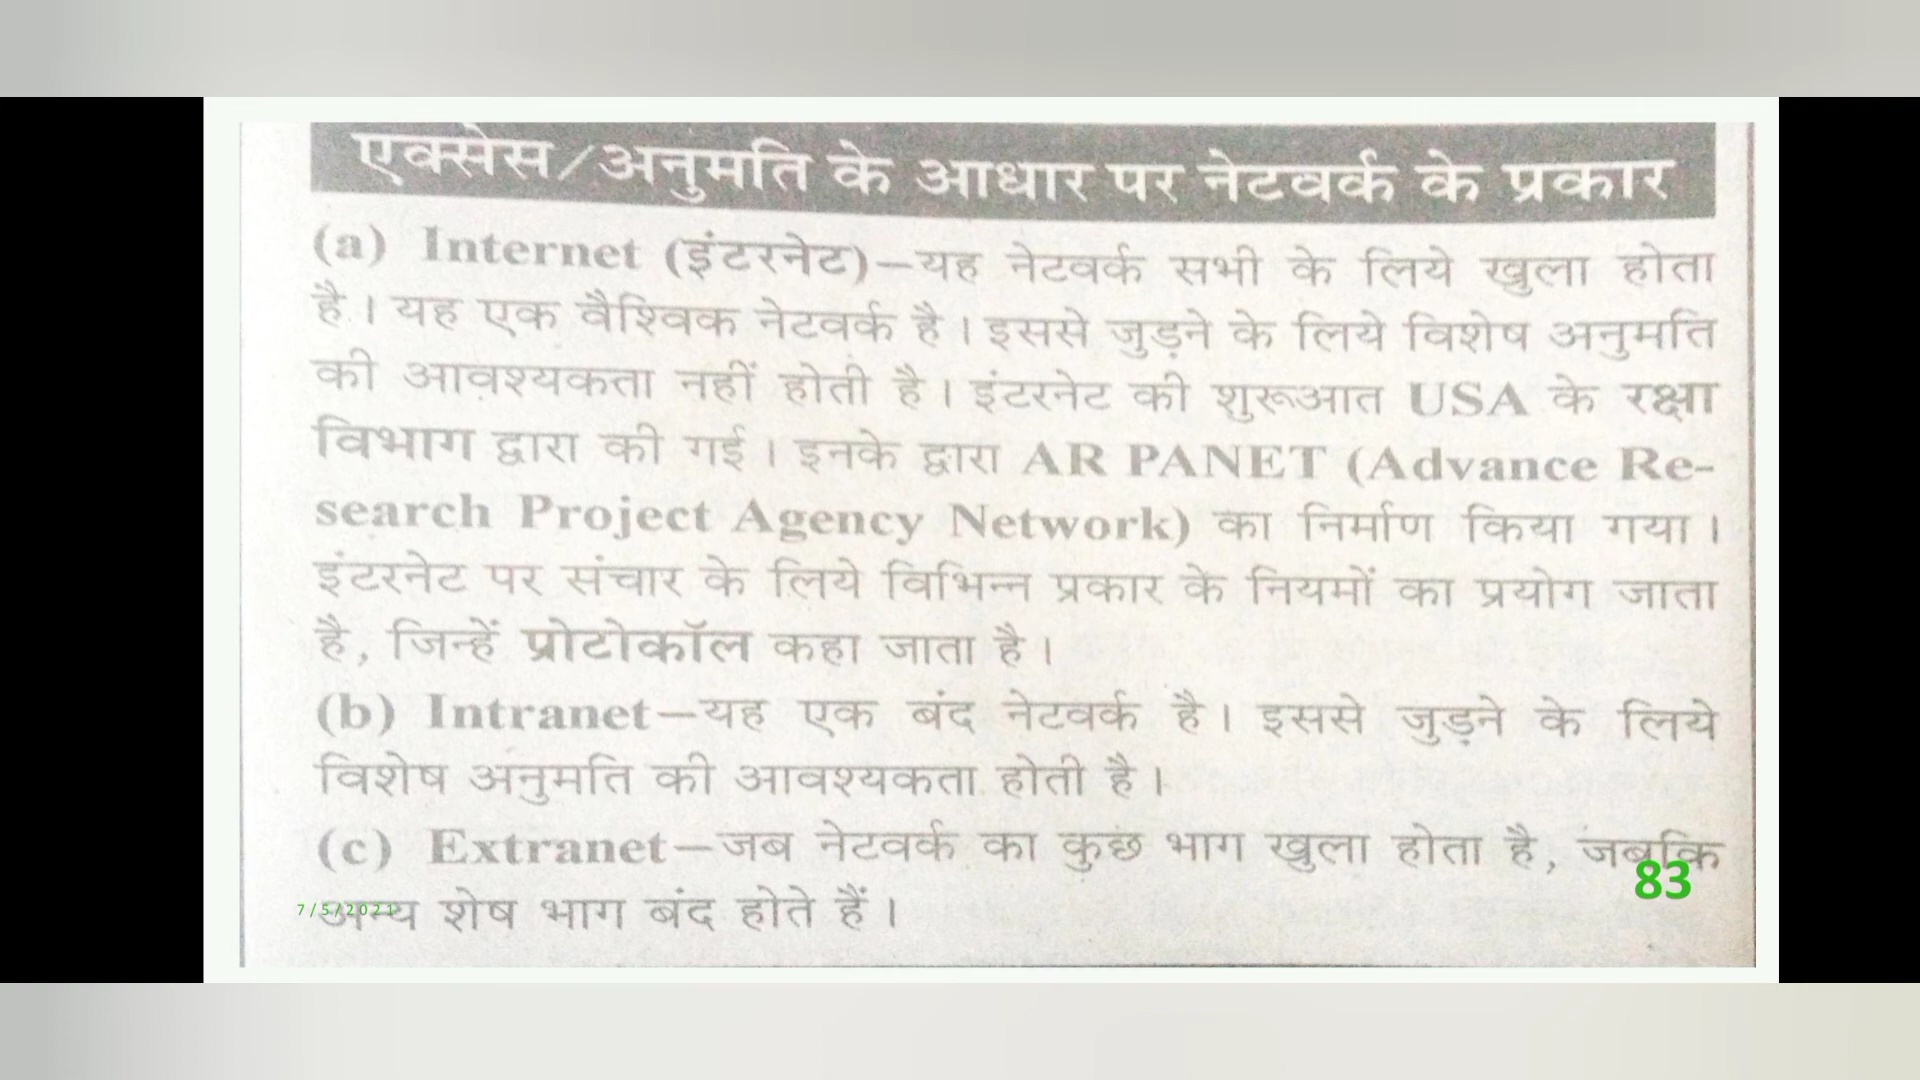 एक्सेस/अनुमति के आधार पर नेटवर्क के प्रकार
(a) Internet (इंटरनेट)–यह नेटवर्क सभी के लिये खुला होता
है। यह एक वैश्विक नेटवर्क है। इससे जुड़ने के लिये विशेष अनुमति
की आवश्यकता नहीं होती है। इंटरनेट की शुरूआत USA के रक्षा
विभाग द्वारा की गई। इनके द्वारा AR PANET (Advance Re-
search Project Agency Network) का निर्माण किया गया।
इंटरनेट पर संचार के लिये विभिन्न प्रकार के नियमों का प्रयोग जाता
है, जिन्हें प्रोटोकॉल कहा जाता है।
(b) Intranet–यह एक बंद नेटवर्क है। इससे जुड़ने के लिये
विशेष अनुमति की आवश्यकता होती है।
(c) Extranet–जब नेटवर्क का कुछ भाग खुला होता है, जबकि
83
7/5/2021
अन्य शेष भाग बंद होते हैं।